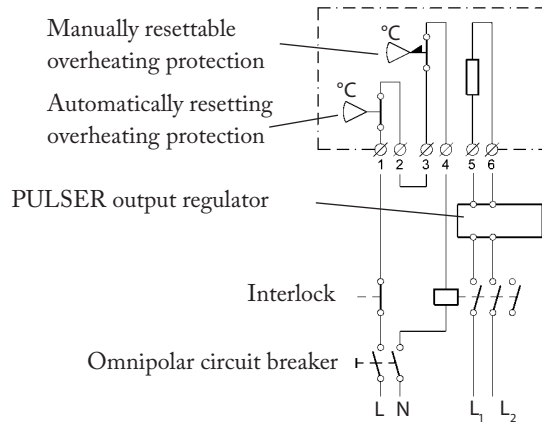 Manually resettable
overheating protection
°C
Automatically resetting
overheating protection
°C
1 2 3 4 5 6
PULSER output regulator
Interlock
Omnipolar circuit breaker
L N L1 L2